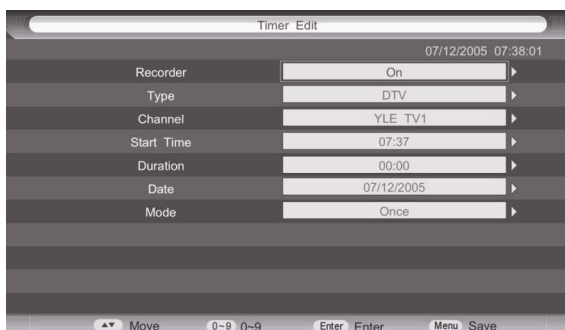 Timer Edit
07/12/2005 07:38:01
Recorder On
Type DTV
Channel YLE TV1
Start Time 07:37
Duration 00:00
Date 07/12/2005
Mode Once
Move 0~9 0~9 Enter Enter Menu Save